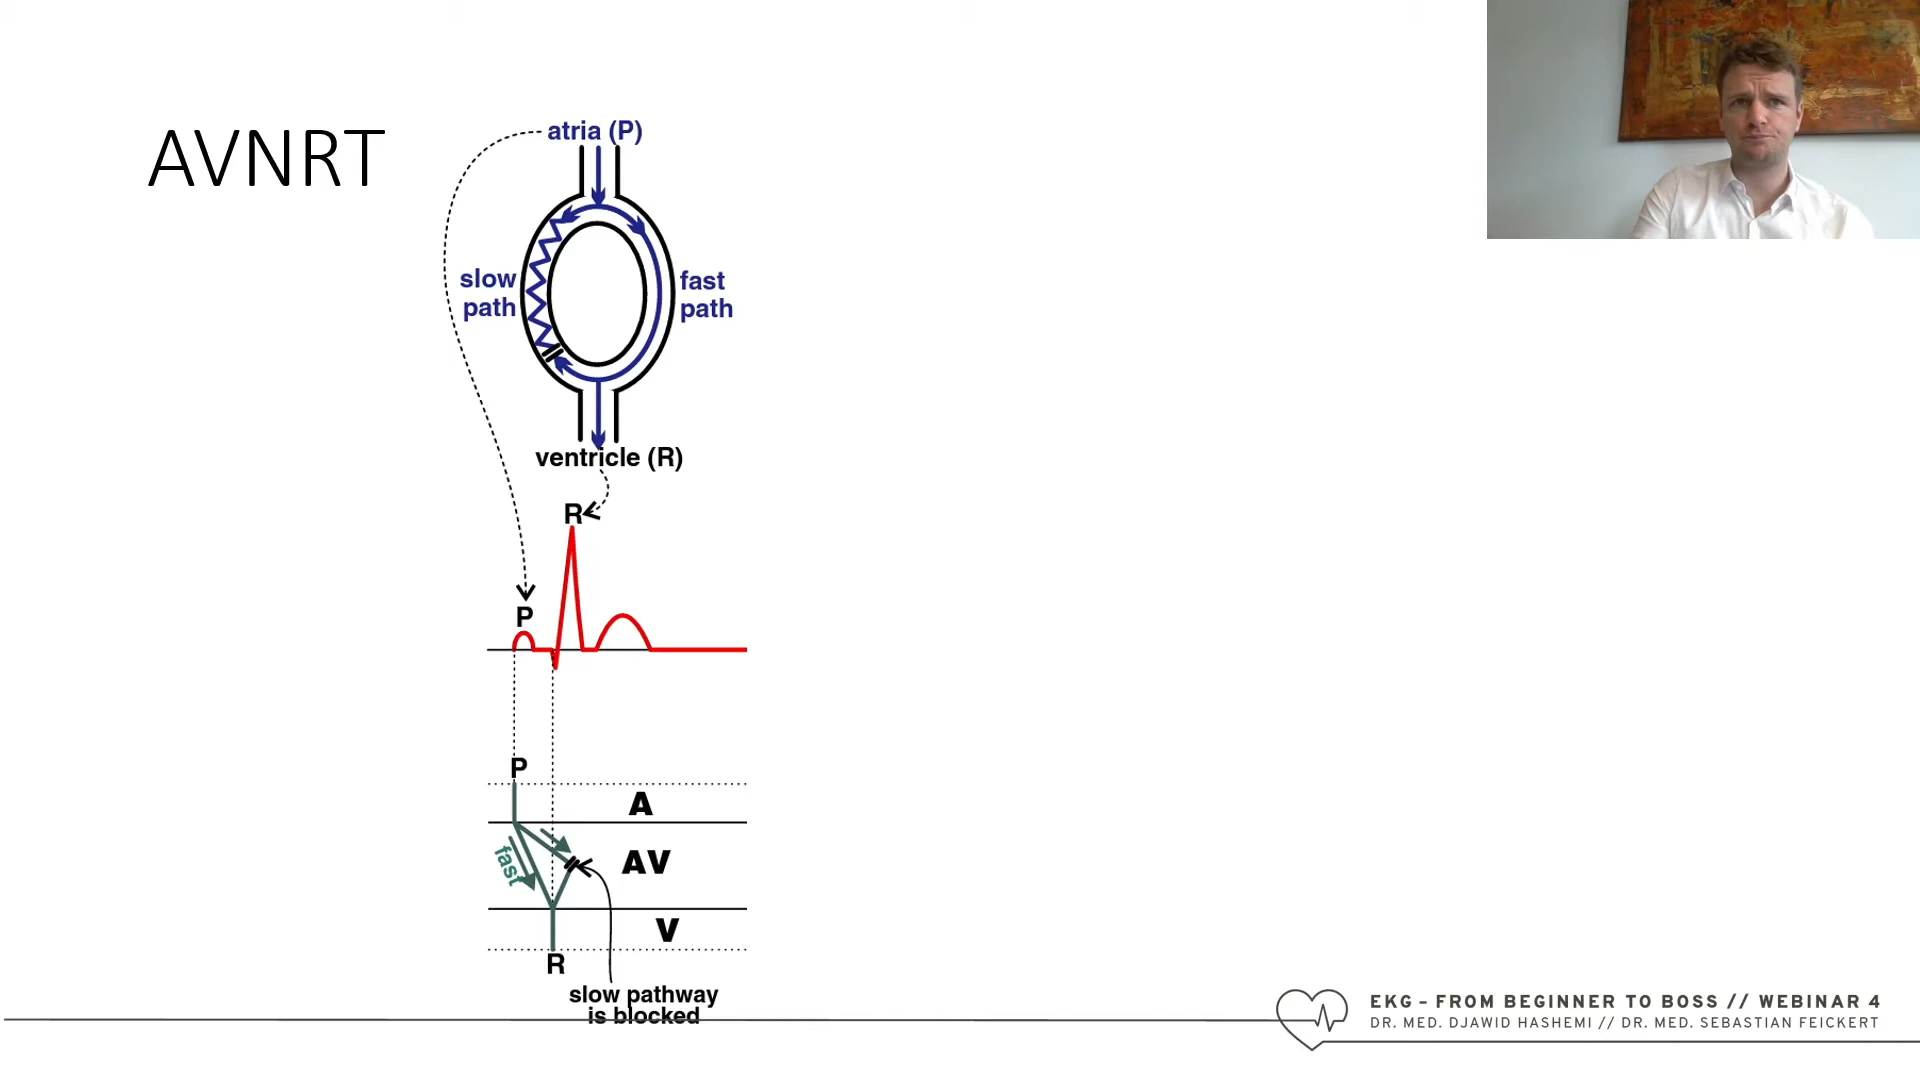 AVNRT
atria (P)
slow
path
fast
path
ventricle (R)
R
P
P
A
fast
AV
V
R
slow pathway
is blocked
EKG – FROM BEGINNER TO BOSS // WEBINAR 4
DR. MED. DJAWID HASHEMI // DR. MED. SEBASTIAN FEICKERT